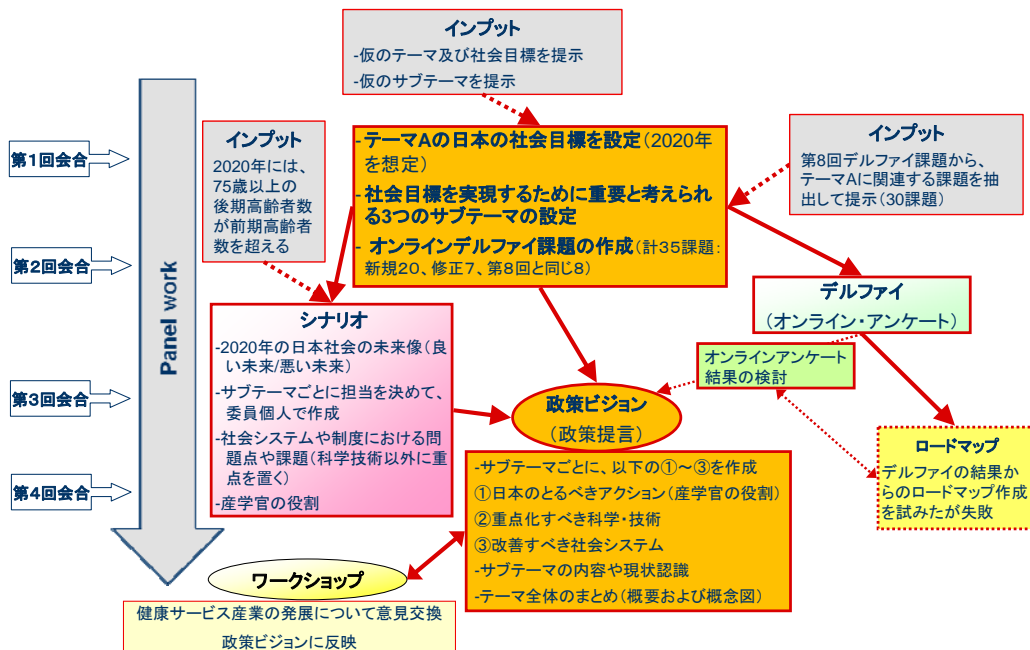 インプット
-仮のテーマ及び社会目標を提示
-仮のサブテーマを提示
第1回会合
第2回会合
第3回会合
第4回会合
Panel work
インプット
2020年には、
75歳以上の
後期高齢者数
が前期高齢者
数を超える
- テーマAの日本の社会目標を設定(2020年
を想定)
- 社会目標を実現するために重要と考えられ
る3つのサブテーマの設定
- オンラインデルファイ課題の作成(計35課題:
新規20、修正7、第8回と同じ8)
インプット
第8回デルファイ課題から、
テーマAに関連する課題を抽
出して提示(30課題)
シナリオ
-2020年の日本社会の未来像(良
い未来/悪い未来)
-サブテーマごとに担当を決めて、
委員個人で作成
-社会システムや制度における問
題点や課題(科学技術以外に重
点を置く)
-産学官の役割
デルファイ
(オンライン・アンケート)
オンラインアンケート
結果の検討
政策ビジョン
(政策提言)
-サブテーマごとに、以下の①~③を作成
①日本のとるべきアクション(産学官の役割)
②重点化すべき科学・技術
③改善すべき社会システム
-サブテーマの内容や現状認識
-テーマ全体のまとめ(概要および概念図)
ロードマップ
デルファイの結果か
らのロードマップ作成
を試みたが失敗
ワークショップ
健康サービス産業の発展について意見交換
政策ビジョンに反映